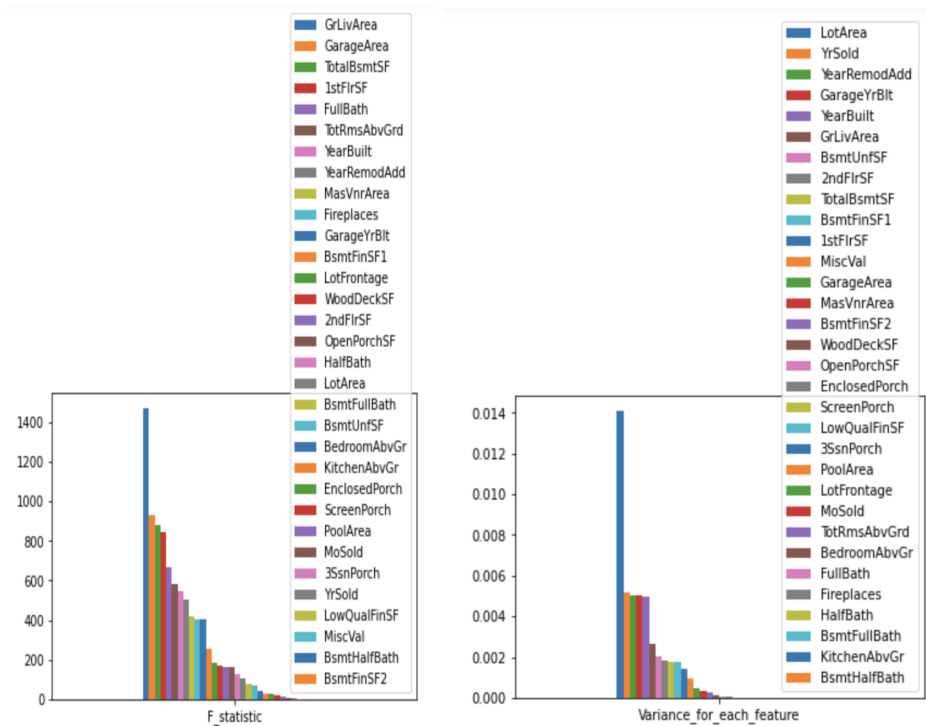 GrLivArea
GarageArea
TotalBsmtSF
1stFlrSF
FullBath
TotRmsAbvGrd
YearBuilt
YearRemodAdd
MasVnrArea
Fireplaces
GarageYrBlt
BsmtFinSF1
LotFrontage
WoodDeckSF
2ndFlrSF
OpenPorchSF
HalfBath
LotArea
BsmtFullBath
BsmtUnfSF
BedroomAbvGr
KitchenAbvGr
EnclosedPorch
ScreenPorch
PoolArea
MoSold
3SsnPorch
YrSold
LowQualFinSF
MiscVal
BsmtHalfBath
BsmtFinSF2
1400
1200
1000
800
600
400
200
0
F_statistic
LotArea
YrSold
YearRemodAdd
GarageYrBlt
YearBuilt
GrLivArea
BsmtUnfSF
2ndFlrSF
TotalBsmtSF
BsmtFinSF1
1stFlrSF
MiscVal
GarageArea
MasVnrArea
BsmtFinSF2
WoodDeckSF
OpenPorchSF
EnclosedPorch
ScreenPorch
LowQualFinSF
3SsnPorch
PoolArea
LotFrontage
MoSold
TotRmsAbvGrd
BedroomAbvGr
FullBath
Fireplaces
HalfBath
BsmtFullBath
KitchenAbvGr
BsmtHalfBath
0.014
0.012
0.010
0.008
0.006
0.004
0.002
0.000
Variance_for_each_feature